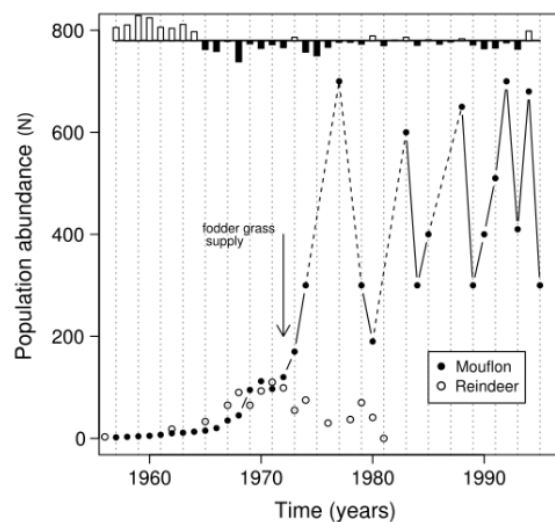 800
600
400
200
0
Population abundance (N)
fodder grass
supply
Mouflon
Reindeer
1960
1970
1980
1990
Time (years)